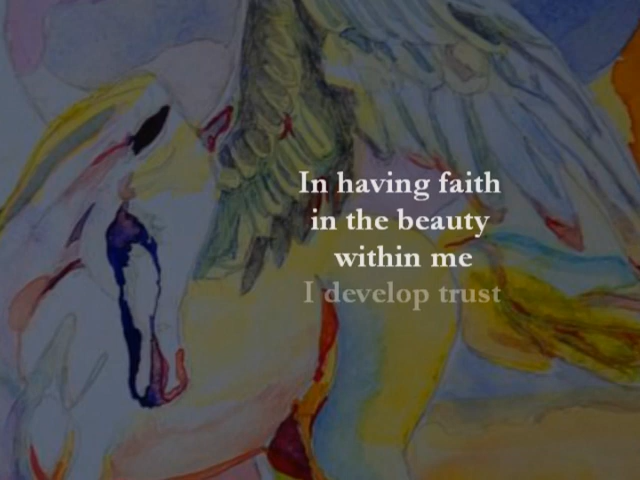 In having faith
in the beauty
within me
I develop trust